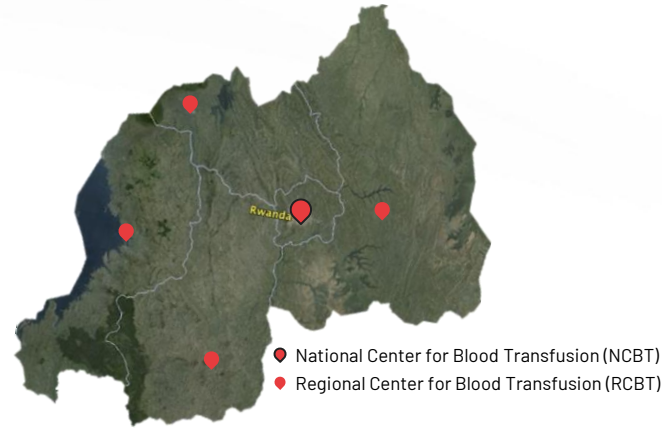 Rwanda
National Center for Blood Transfusion (NCBT)
Regional Center for Blood Transfusion (RCBT)